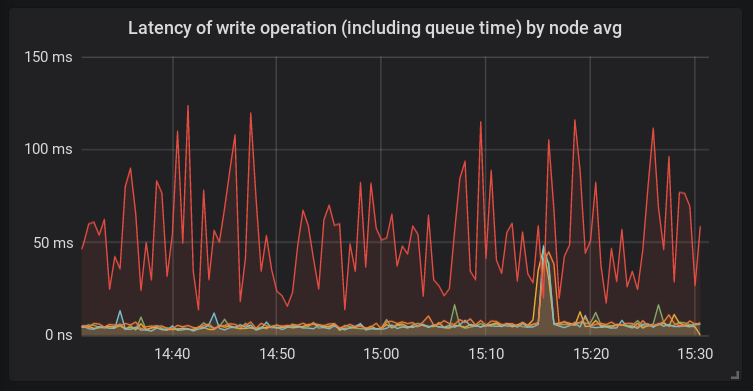 Latency of write operation (including queue time) by node avg
150 ms
100 ms
50 ms
0 ns
14:40
14:50
15:00
15:10
15:20
15:30